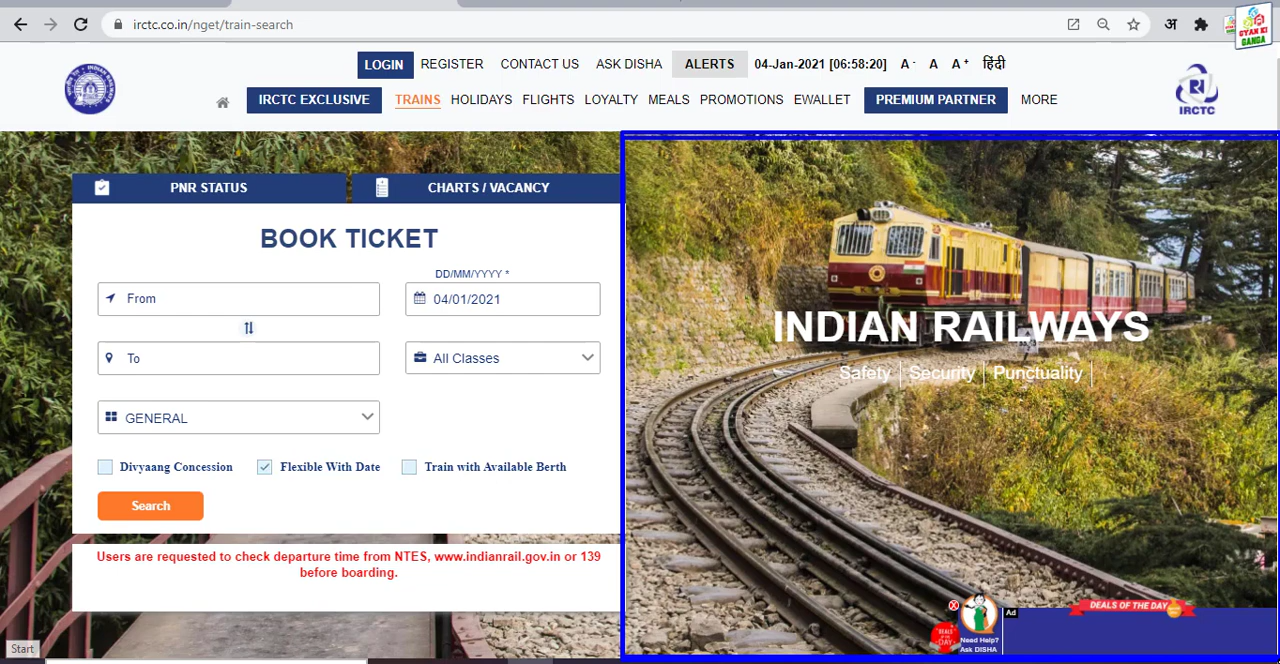 irctc.co.in/nget/train-search
अ
GYAN KI
GANGA
LOGIN REGISTER CONTACT US ASK DISHA ALERTS 04-Jan-2021 [06:58:20] A- A A+ हिंदी
IRCTC EXCLUSIVE TRAINS HOLIDAYS FLIGHTS LOYALTY MEALS PROMOTIONS EWALLET PREMIUM PARTNER MORE
IRCTC
PNR STATUS CHARTS / VACANCY
BOOK TICKET
DD/MM/YYYY *
From 04/01/2021
To All Classes
GENERAL
Divyaang Concession Flexible With Date Train with Available Berth
Search
Users are requested to check departure time from NTES, www.indianrail.gov.in or 139
before boarding.
INDIAN RAILWAYS
Safety Security Punctuality
DEALS OF THE DAY
Ad
Need Help?
Ask DISHA
Start